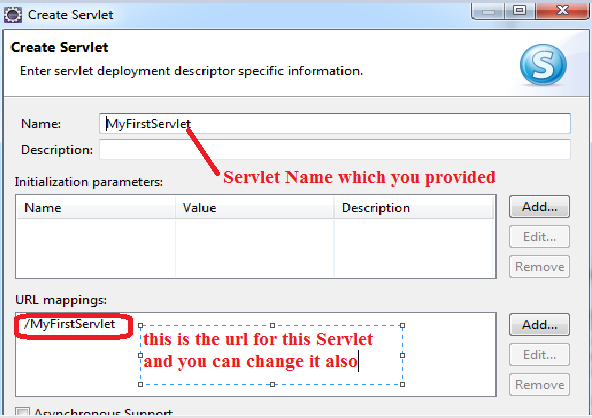 Create Servlet
Create Servlet
Enter servlet deployment descriptor specific information.
S
Name: MyFirstServlet
Description:
Servlet Name which you provided
Initialization parameters:
Name Value Description
Add...
Edit...
Remove
URL mappings:
/MyFirstServlet
this is the url for this Servlet
and you can change it also
Add...
Edit...
Remove
Asynchronous Support